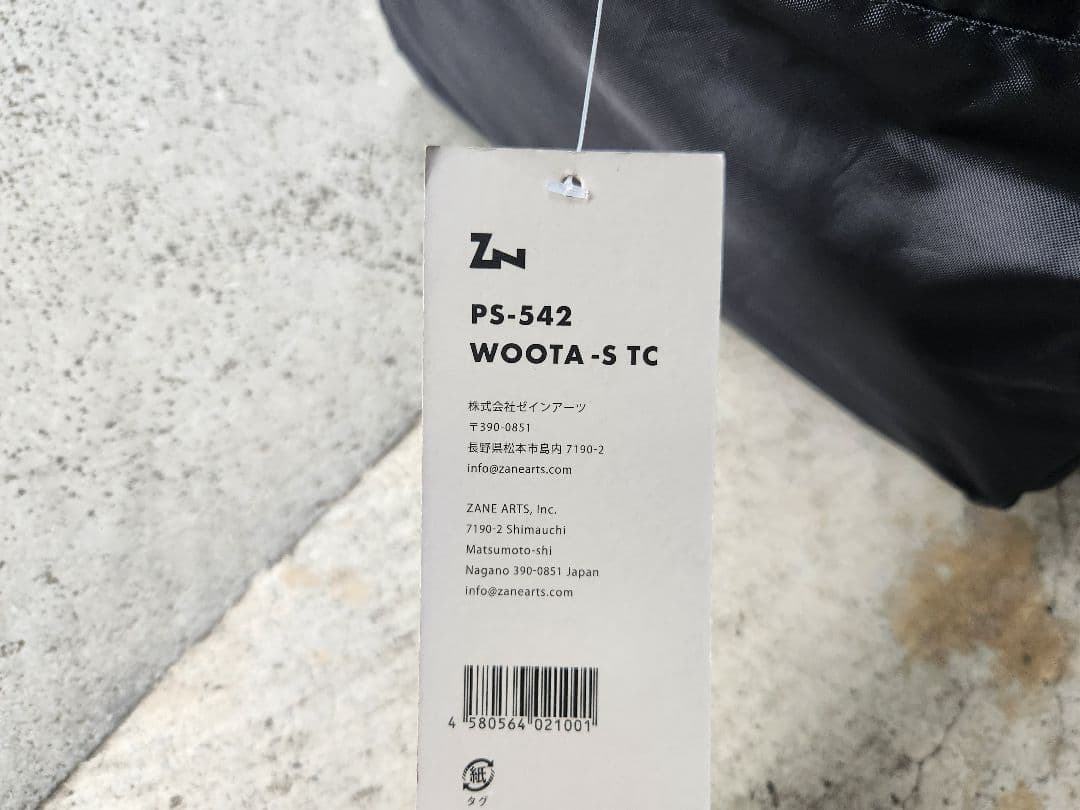 ZN
PS-542
WOOTA -S TC
株式会社ゼインアーツ
〒390-0851
長野県松本市島内 7190-2
info@zanearts.com
ZANE ARTS, Inc.
7190-2 Shimauchi
Matsumoto-shi
Nagano 390-0851 Japan
info@zanearts.com
4 580564 021001
紙
タグ